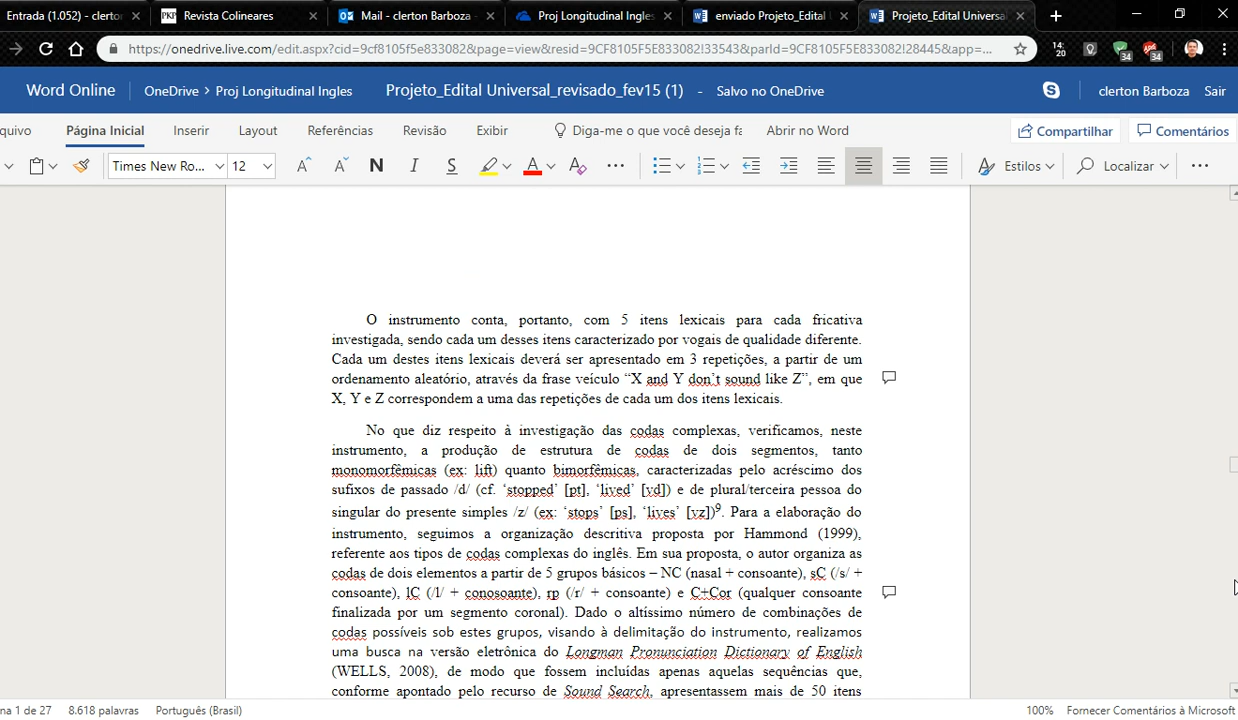 Entrada (1.052) - clerton
Revista Colineares
Mail - clerton Barboza -
Proj Longitudinal Ingles
enviado Projeto_Edital
Projeto_Edital Universa
https://onedrive.live.com/edit.aspx?cid=9cf8105f5e833082&page=view&resid=9CF8105F5E833082!33543&parId=9CF8105F5E833082!28445&app=...
14:
20
34
34
Word Online
OneDrive > Proj Longitudinal Ingles
Projeto_Edital Universal_revisado_fev15 (1) - Salvo no OneDrive
clerton Barboza
Sair
quivo
Página Inicial
Inserir
Layout
Referências
Revisão
Exibir
Diga-me o que você deseja fa
Abrir no Word
Compartilhar
Comentários
Times New Ro...
12
N
I
S
Estilos
Localizar
O instrumento conta, portanto, com 5 itens lexicais para cada fricativa
investigada, sendo cada um desses itens caracterizado por vogais de qualidade diferente.
Cada um destes itens lexicais deverá ser apresentado em 3 repetições, a partir de um
ordenamento aleatório, através da frase veículo “X and Y don’t sound like Z”, em que
X, Y e Z correspondem a uma das repetições de cada um dos itens lexicais.
No que diz respeito à investigação das codas complexas, verificamos, neste
instrumento, a produção de estrutura de codas de dois segmentos, tanto
monomorfêmicas (ex: lift) quanto bimorfêmicas, caracterizadas pelo acréscimo dos
sufixos de passado /d/ (cf. ‘stopped’ [pt], ‘lived’ [vd]) e de plural/terceira pessoa do
singular do presente simples /z/ (ex: ‘stops’ [ps], ‘lives’ [vz])9. Para a elaboração do
instrumento, seguimos a organização descritiva proposta por Hammond (1999),
referente aos tipos de codas complexas do inglês. Em sua proposta, o autor organiza as
codas de dois elementos a partir de 5 grupos básicos – NC (nasal + consoante), sC (/s/ +
consoante), lC (/l/ + conosoante), rp (/r/ + consoante) e C+Cor (qualquer consoante
finalizada por um segmento coronal). Dado o altíssimo número de combinações de
codas possíveis sob estes grupos, visando à delimitação do instrumento, realizamos
uma busca na versão eletrônica do Longman Pronunciation Dictionary of English
(WELLS, 2008), de modo que fossem incluídas apenas aquelas sequências que,
conforme apontado pelo recurso de Sound Search, apresentassem mais de 50 itens
na 1 de 27
8.618 palavras
Português (Brasil)
100%
Fornecer Comentários à Microsoft